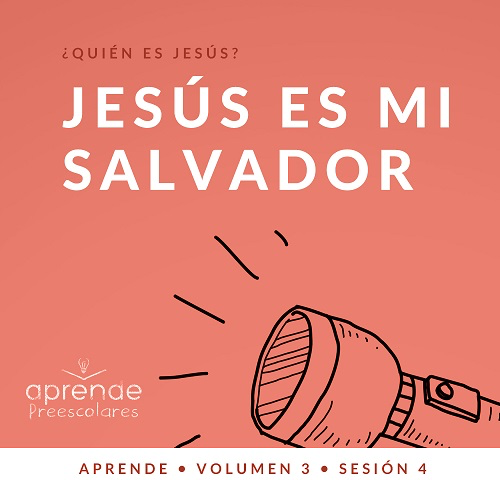 ¿QUIÉN ES JESÚS?
JESÚS ES MI
SALVADOR
aprende
Preescolares
APRENDE • VOLUMEN 3 • SESIÓN 4